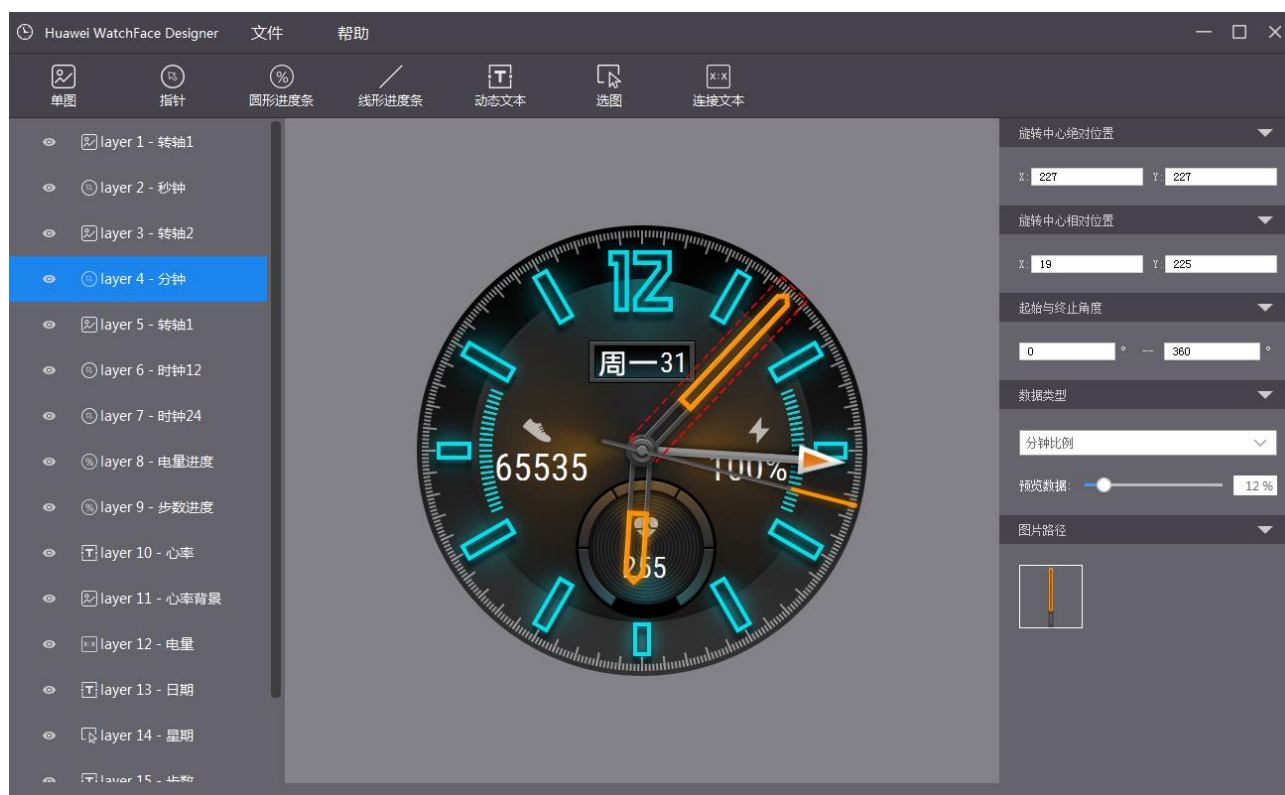 Huawei WatchFace Designer 文件 帮助
单图 指针 圆形进度条 线形进度条 动态文本 选图 连接文本
layer 1 - 转轴1
layer 2 - 秒钟
layer 3 - 转轴2
layer 4 - 分钟
layer 5 - 转轴1
layer 6 - 时钟12
layer 7 - 时钟24
layer 8 - 电量进度
layer 9 - 步数进度
layer 10 - 心率
layer 11 - 心率背景
layer 12 - 电量
layer 13 - 日期
layer 14 - 星期
layer 15 - 步数
12
周一31
65535
100%
255
旋转中心绝对位置
X: 227 Y: 227
旋转中心相对位置
X: 19 Y: 225
起始与终止角度
0 ° -- 360 °
数据类型
分钟比例
预览数据: 12 %
图片路径